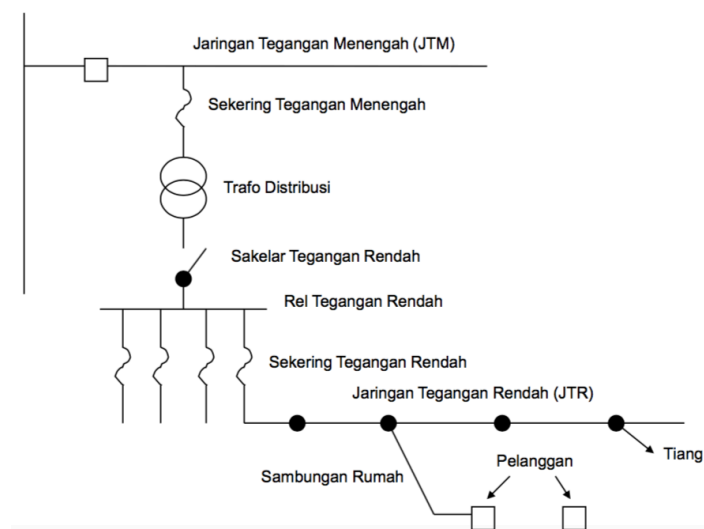 Jaringan Tegangan Menengah (JTM)
Sekering Tegangan Menengah
Trafo Distribusi
Sakelar Tegangan Rendah
Rel Tegangan Rendah
Sekering Tegangan Rendah
Jaringan Tegangan Rendah (JTR)
Tiang
Pelanggan
Sambungan Rumah